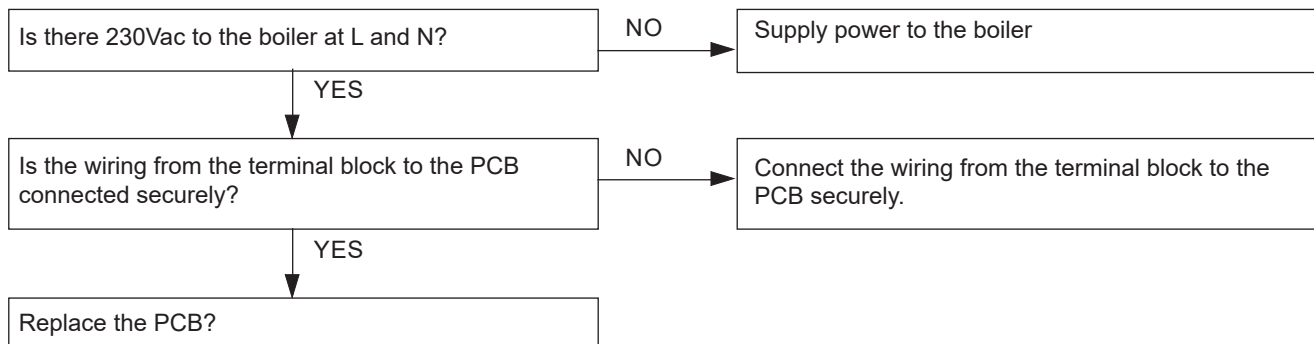 Is there 230Vac to the boiler at L and N?
NO
Supply power to the boiler
YES
Is the wiring from the terminal block to the PCB
connected securely?
NO
Connect the wiring from the terminal block to the
PCB securely.
YES
Replace the PCB?